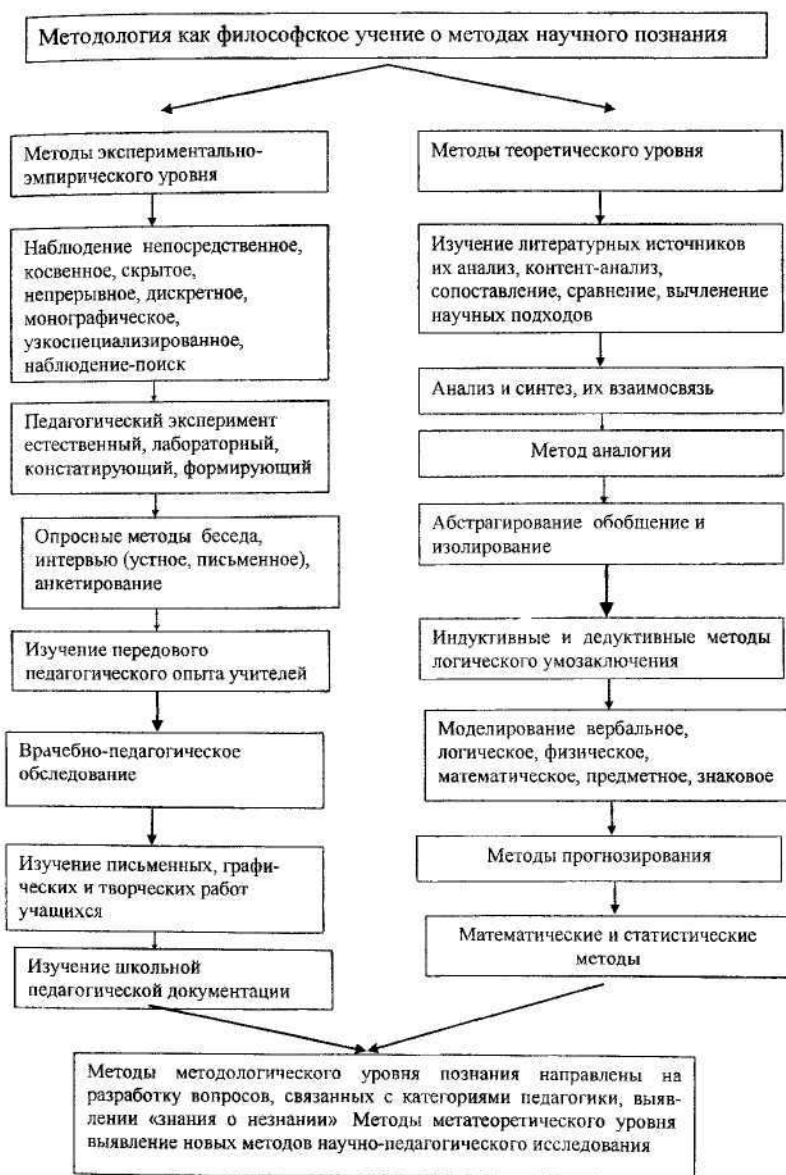 Методология как философское учение о методах научного познания
Методы экспериментально-
эмпирического уровня
Наблюдение непосредственное,
косвенное, скрытое,
непрерывное, дискретное,
монографическое,
узкоспециализированное,
наблюдение-поиск
Педагогический эксперимент
естественный, лабораторный,
констатирующий, формирующий
Опросные методы беседа,
интервью (устное, письменное),
анкетирование
Изучение передового
педагогического опыта учителей
Врачебно-педагогическое
обследование
Изучение письменных, графи-
ческих и творческих работ
учащихся
Изучение школьной
педагогической документации
Методы теоретического уровня
Изучение литературных источников
их анализ, контент-анализ,
сопоставление, сравнение, вычленение
научных подходов
Анализ и синтез, их взаимосвязь
Метод аналогии
Абстрагирование обобщение и
изолирование
Индуктивные и дедуктивные методы
логического умозаключения
Моделирование вербальное,
логическое, физическое,
математическое, предметное, знаковое
Методы прогнозирования
Математические и статистические
методы
Методы методологического уровня познания направлены на
разработку вопросов, связанных с категориями педагогики, выяв-
лении «знания о незнании» Методы метатеоретического уровня
выявление новых методов научно-педагогического исследования